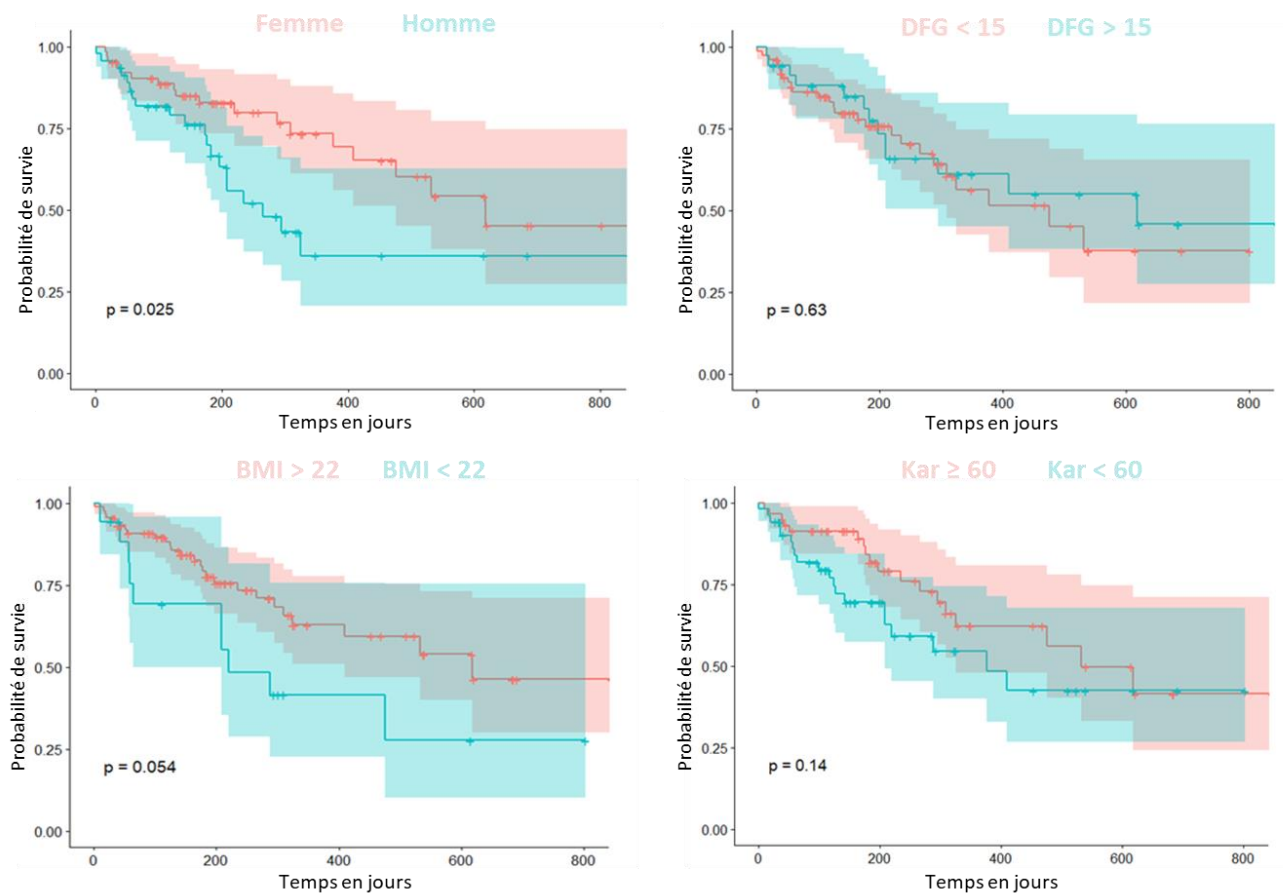 Femme Homme
1.00
0.75
0.50
0.25
0.00
Probabilité de survie
p = 0.025
0 200 400 600 800
Temps en jours
DFG < 15 DFG > 15
1.00
0.75
0.50
0.25
0.00
Probabilité de survie
p = 0.63
0 200 400 600 800
Temps en jours
BMI > 22 BMI < 22
1.00
0.75
0.50
0.25
0.00
Probabilité de survie
p = 0.054
0 200 400 600 800
Temps en jours
Kar ≥ 60 Kar < 60
1.00
0.75
0.50
0.25
0.00
Probabilité de survie
p = 0.14
0 200 400 600 800
Temps en jours